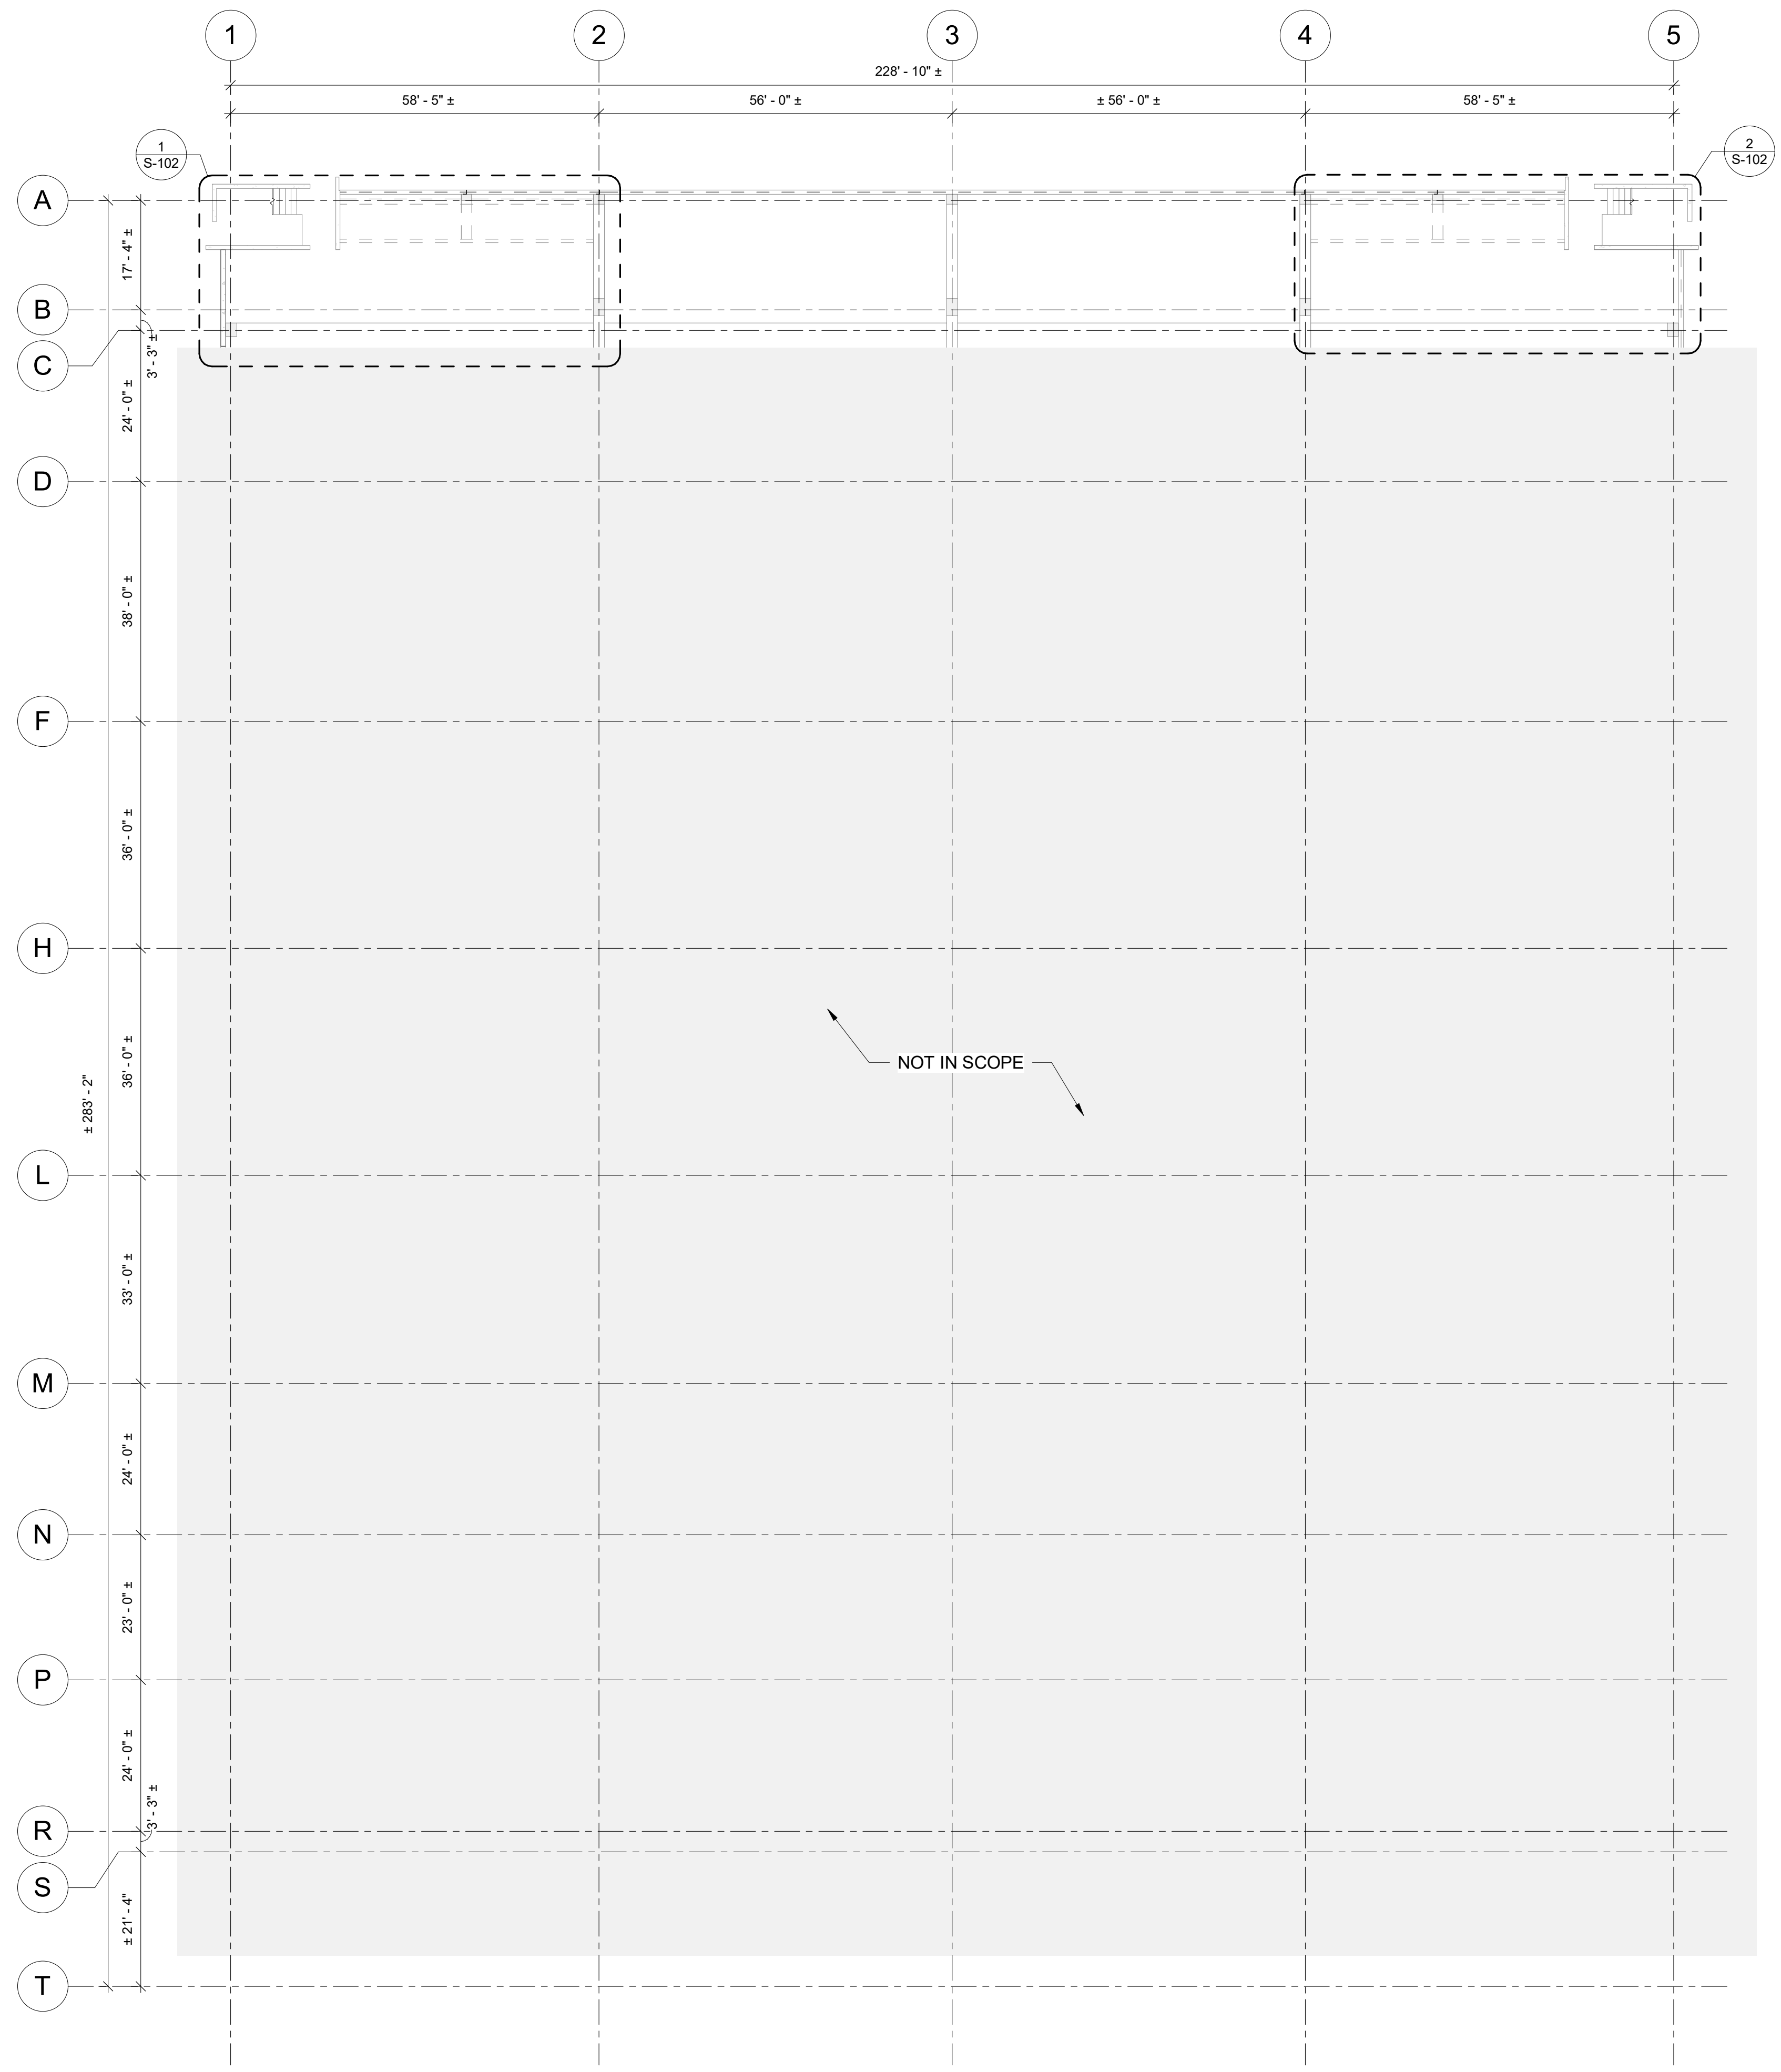 1 2 3 4 5
228' - 10" ±
58' - 5" ± 56' - 0" ± ± 56' - 0" ± 58' - 5" ±
1
S-102
2
S-102
A
17' - 4" ±
B
3' - 3" ±
C
24' - 0" ±
D
38' - 0" ±
F
36' - 0" ±
H
36' - 0" ±
NOT IN SCOPE
± 283' - 2"
L
33' - 0" ±
M
24' - 0" ±
N
23' - 0" ±
P
24' - 0" ±
3' - 3" ±
R
S
± 21' - 4"
T